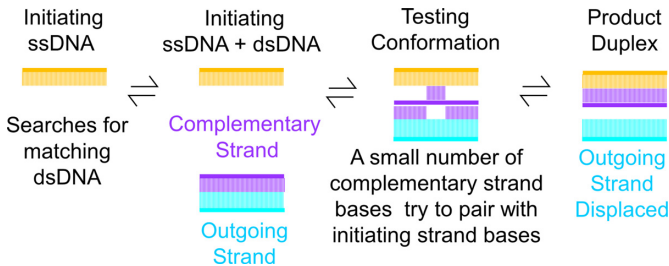 Initiating
ssDNA
Searches for
matching
dsDNA
Initiating
ssDNA + dsDNA
Complementary
Strand
Outgoing
Strand
Testing
Conformation
A small number of
complementary strand
bases try to pair with
initiating strand bases
Product
Duplex
Outgoing
Strand
Displaced